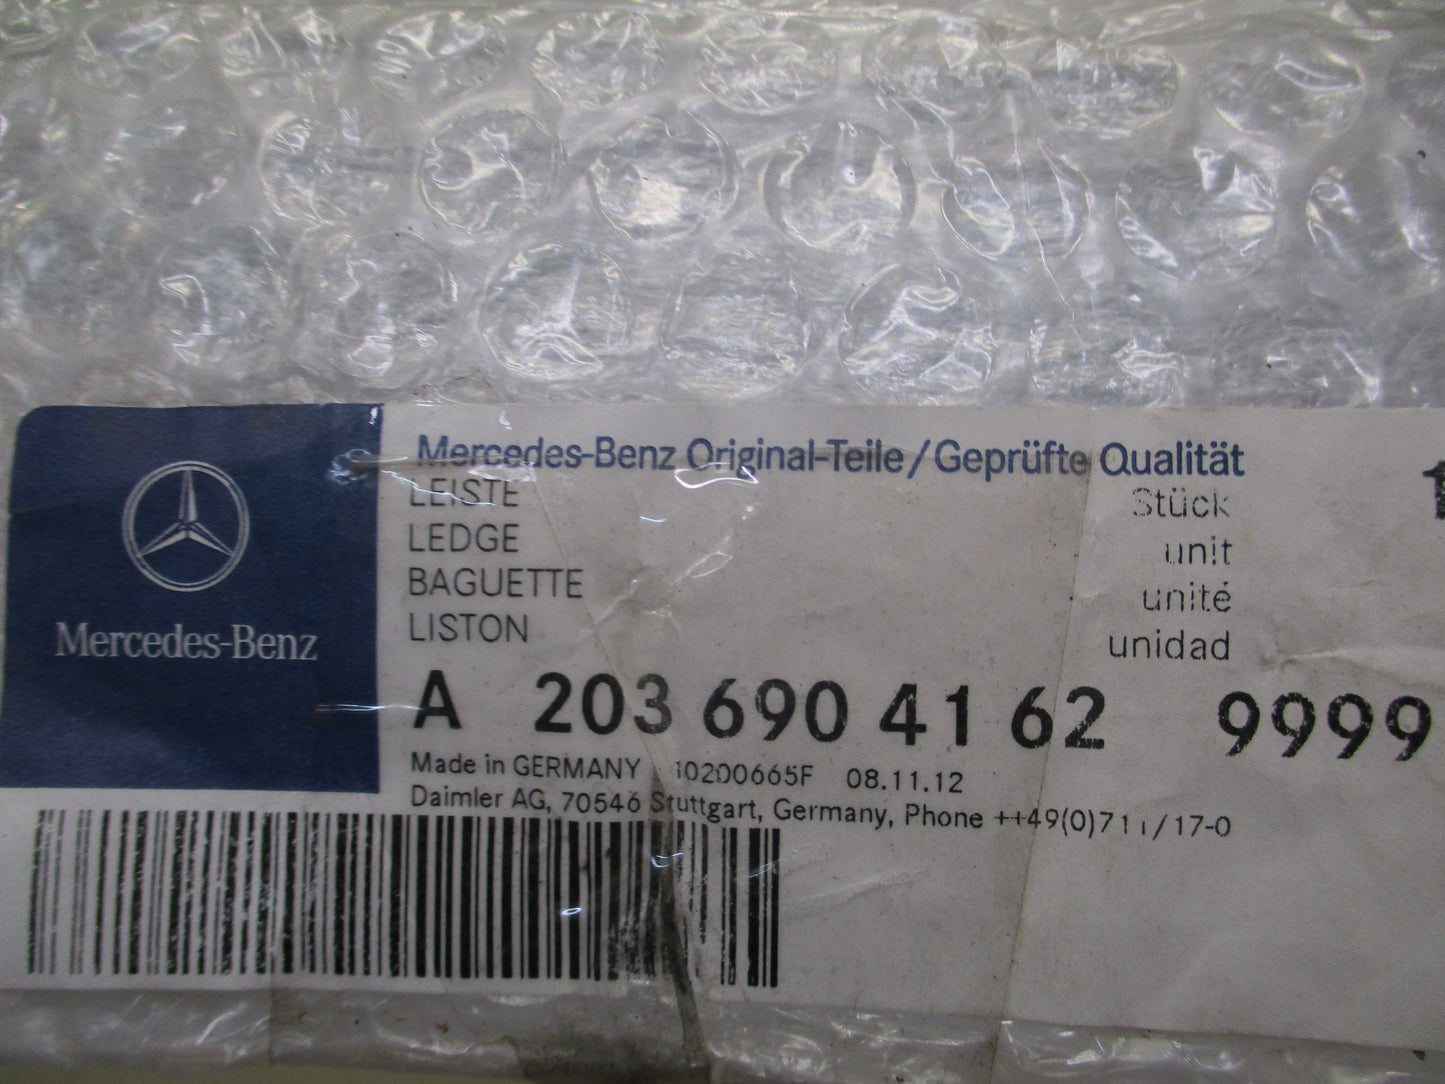 Mercedes-Benz
Mercedes-Benz Original-Teile/Geprüfte Qualität
LEISTE
LEDGE
BAGUETTE
LISTON
Stück
unit
unité
unidad
A 203 690 41 62 9999
Made in GERMANY 10200665F 08.11.12
Daimler AG, 70546 Stuttgart, Germany, Phone ++49(0)711/17-0